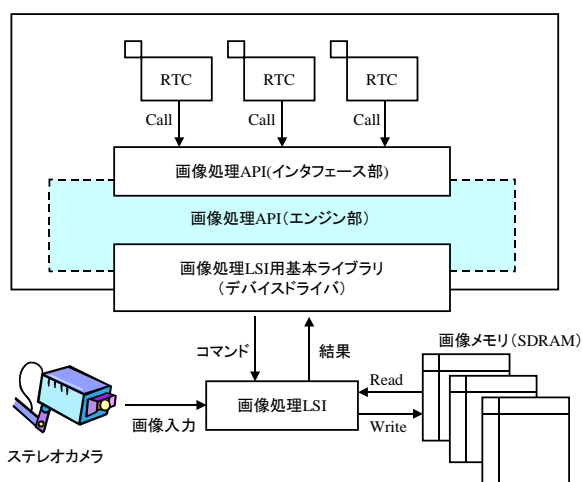 RTC
RTC
RTC
Call
Call
Call
画像処理API(インタフェース部)
画像処理API(エンジン部)
画像処理LSI用基本ライブラリ
(デバイスドライバ)
コマンド
結果
画像メモリ(SDRAM)
Read
画像処理LSI
画像入力
Write
ステレオカメラ